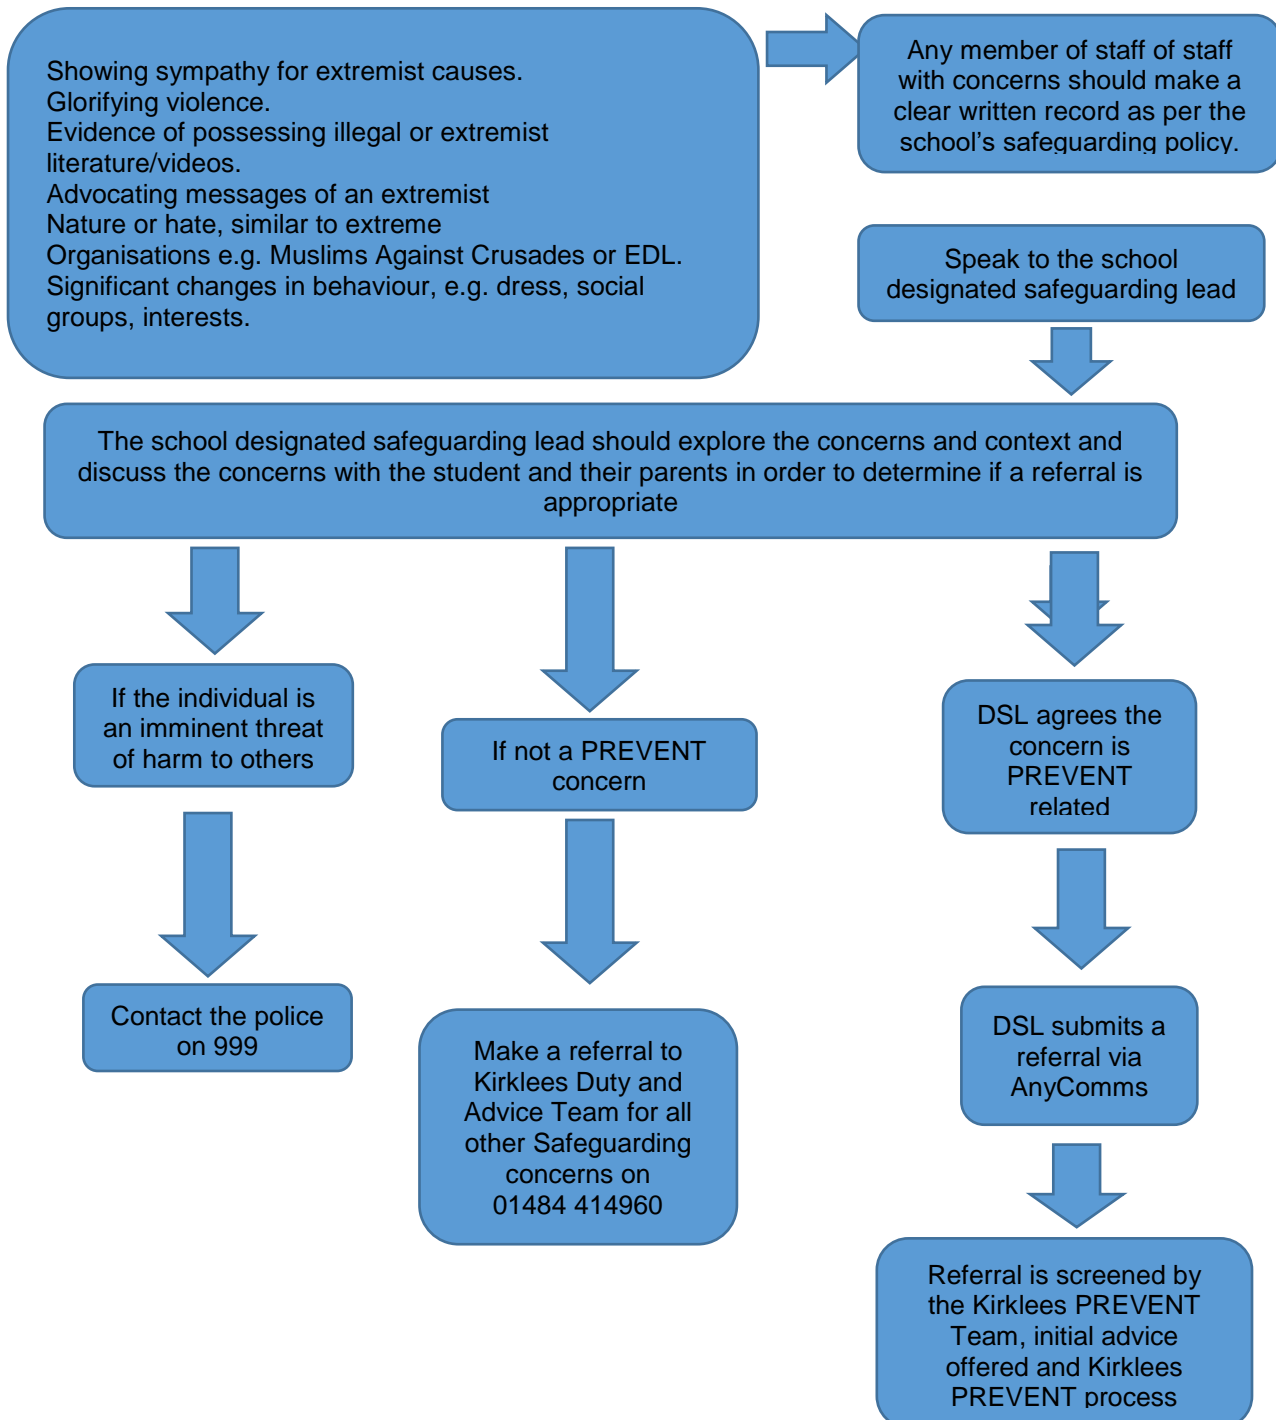 Showing sympathy for extremist causes.
Glorifying violence.
Evidence of possessing illegal or extremist
literature/videos.
Advocating messages of an extremist
Nature or hate, similar to extreme
Organisations e.g. Muslims Against Crusades or EDL.
Significant changes in behaviour, e.g. dress, social
groups, interests.
Any member of staff of staff
with concerns should make a
clear written record as per the
school’s safeguarding policy.
Speak to the school
designated safeguarding lead
The school designated safeguarding lead should explore the concerns and context and
discuss the concerns with the student and their parents in order to determine if a referral is
appropriate
If the individual is
an imminent threat
of harm to others
Contact the police
on 999
If not a PREVENT
concern
Make a referral to
Kirklees Duty and
Advice Team for all
other Safeguarding
concerns on
01484 414960
DSL agrees the
concern is
PREVENT
related
DSL submits a
referral via
AnyComms
Referral is screened by
the Kirklees PREVENT
Team, initial advice
offered and Kirklees
PREVENT process